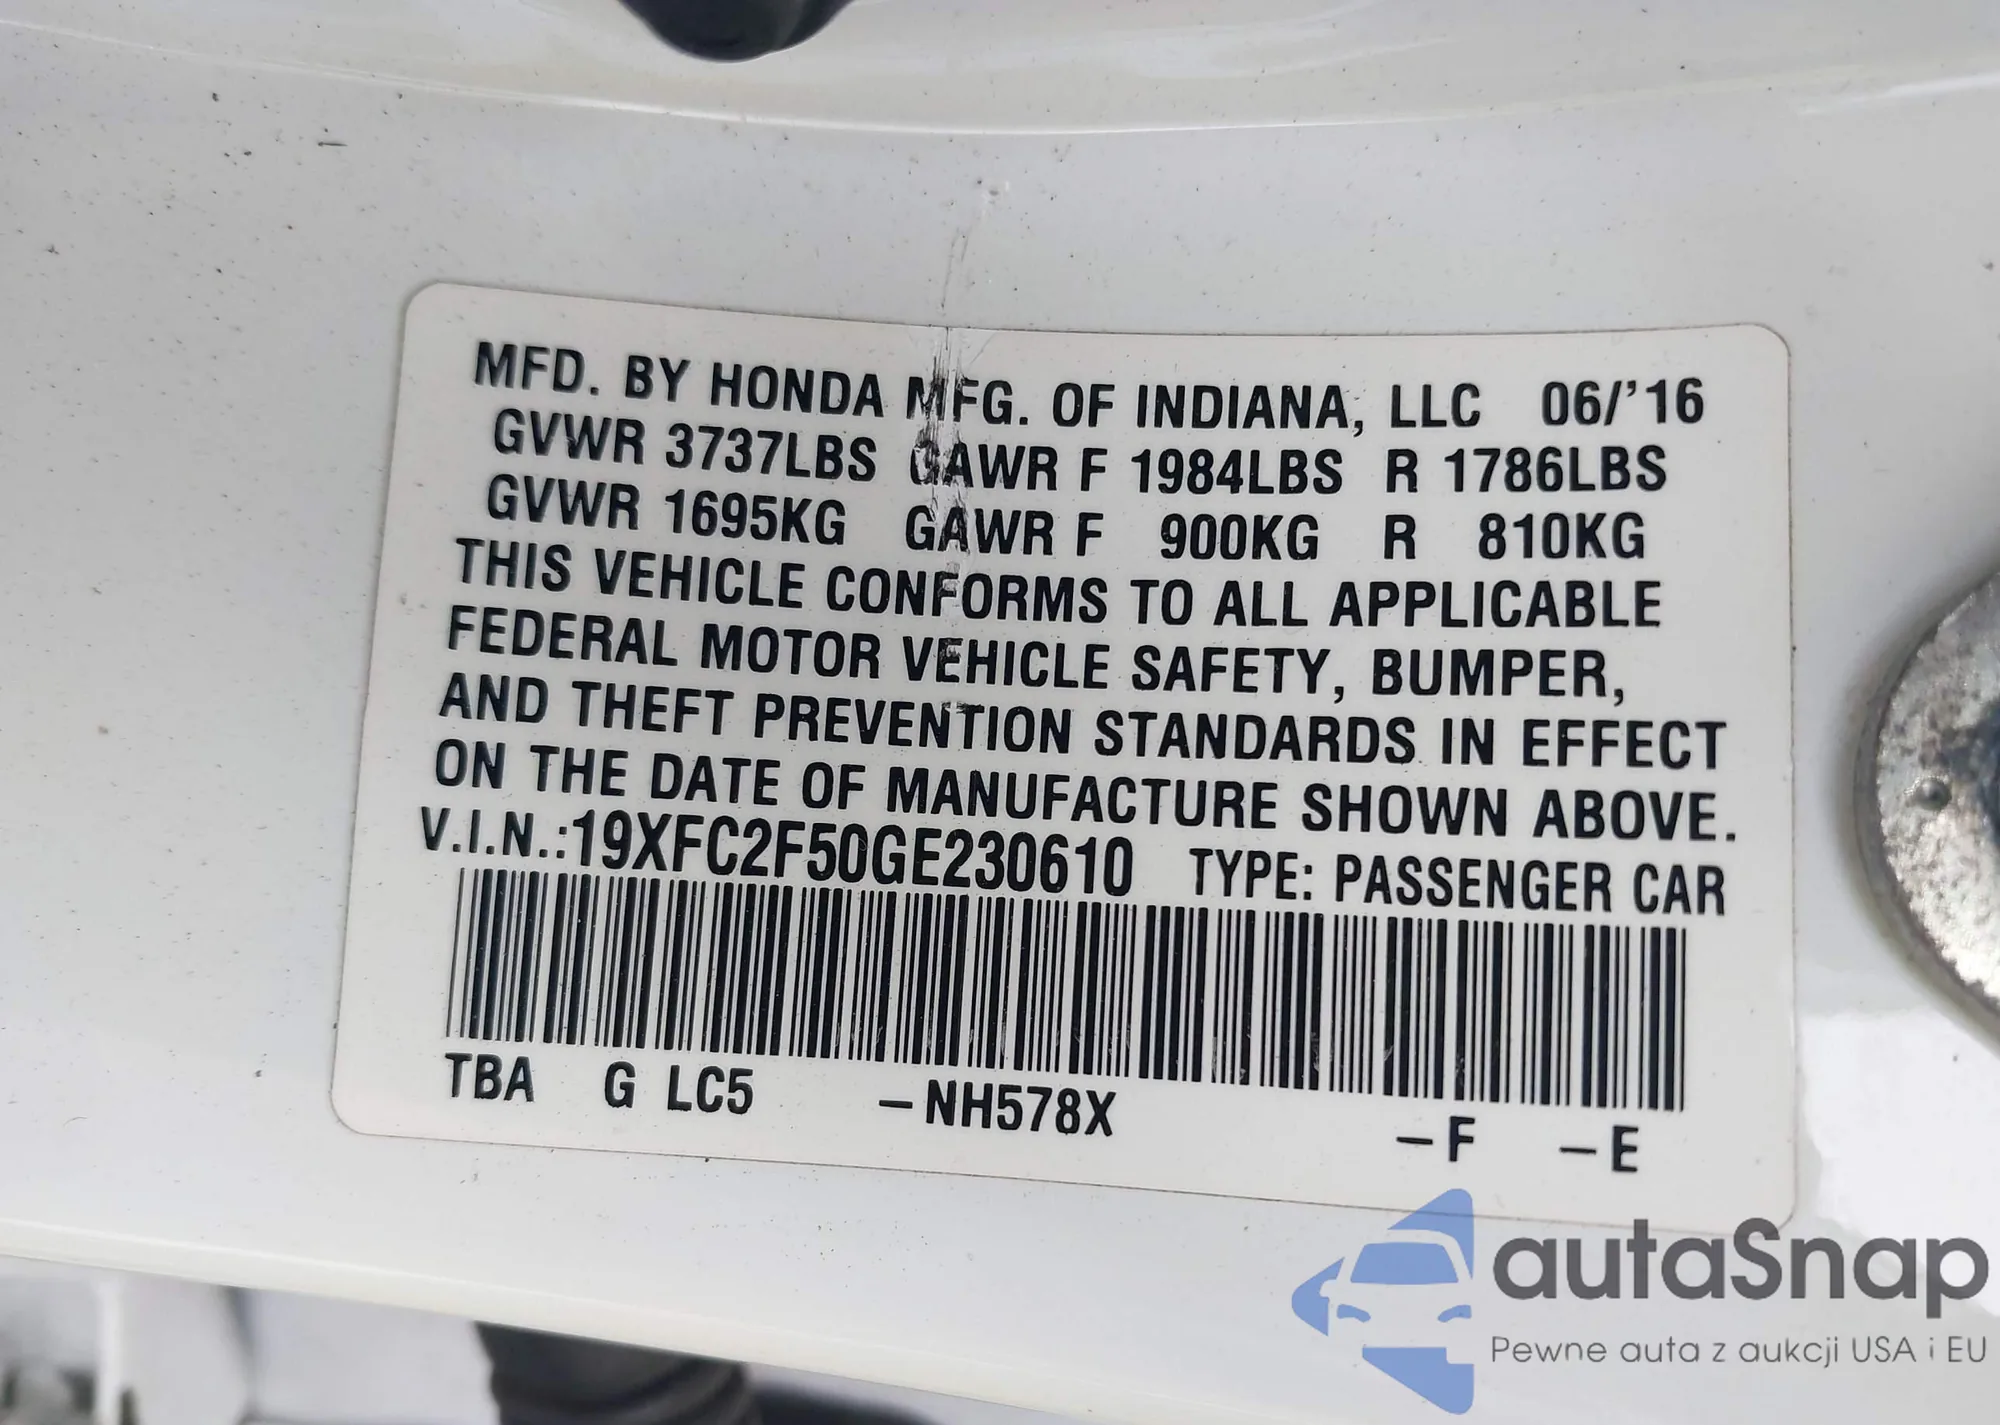 MFD. BY HONDA MFG. OF INDIANA, LLC 06/'16
GVWR 3737LBS GAWR F 1984LBS R 1786LBS
GVWR 1695KG GAWR F 900KG R 810KG
THIS VEHICLE CONFORMS TO ALL APPLICABLE
FEDERAL MOTOR VEHICLE SAFETY, BUMPER,
AND THEFT PREVENTION STANDARDS IN EFFECT
ON THE DATE OF MANUFACTURE SHOWN ABOVE.
V.I.N.:19XFC2F50GE230610 TYPE: PASSENGER CAR
TBA G LC5 –NH578X –F –E
autaSnap
Pewne auta z aukcji USA i EU